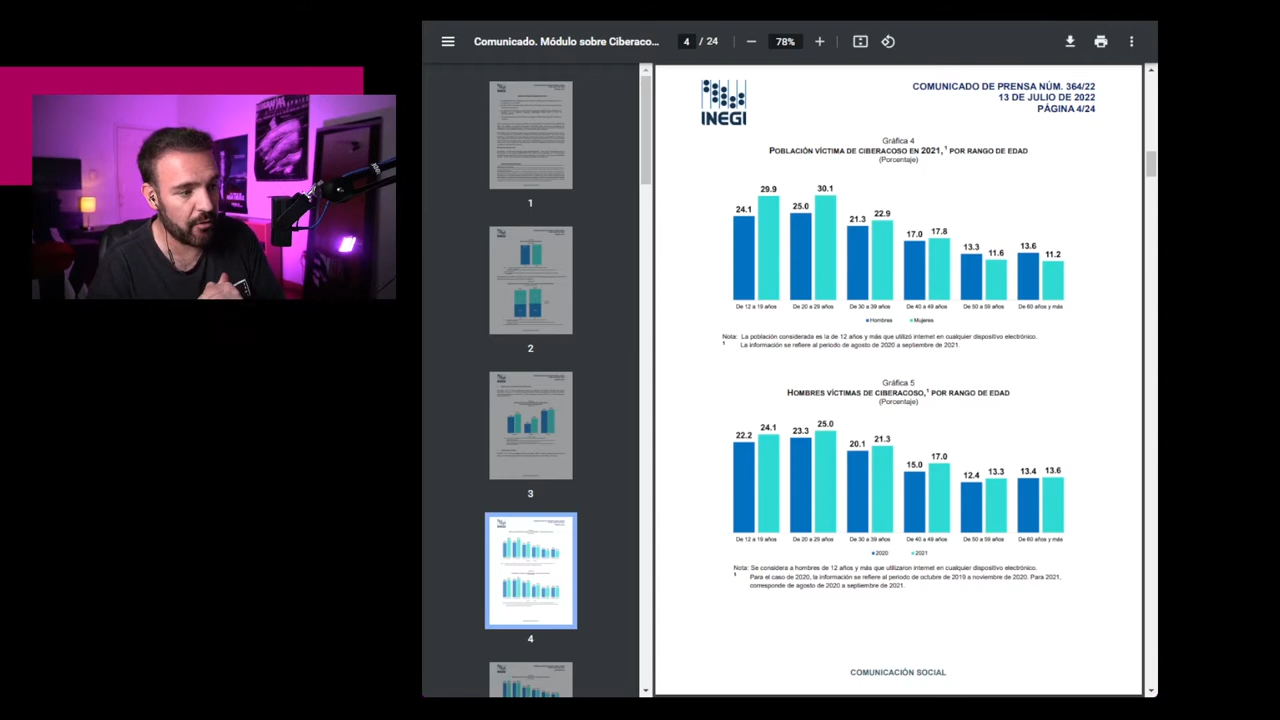 Comunicado. Módulo sobre Ciberaco...
4 / 24
78%
1
2
3
4
INEGI
COMUNICADO DE PRENSA NÚM. 364/22
13 DE JULIO DE 2022
PÁGINA 4/24
Gráfica 4
POBLACIÓN VÍCTIMA DE CIBERACOSO EN 2021,1 POR RANGO DE EDAD
(Porcentaje)
24.1 29.9 25.0 30.1 21.3 22.9 17.0 17.8 13.3 11.6 13.6 11.2
De 12 a 19 años De 20 a 29 años De 30 a 39 años De 40 a 49 años De 50 a 59 años De 60 años y más
Hombres Mujeres
Nota: La población considerada es la de 12 años y más que utilizó internet en cualquier dispositivo electrónico.
1 La información se refiere al periodo de agosto de 2020 a septiembre de 2021.
Gráfica 5
HOMBRES VÍCTIMAS DE CIBERACOSO,1 POR RANGO DE EDAD
(Porcentaje)
22.2 24.1 23.3 25.0 20.1 21.3 15.0 17.0 12.4 13.3 13.4 13.6
De 12 a 19 años De 20 a 29 años De 30 a 39 años De 40 a 49 años De 50 a 59 años De 60 años y más
2020 2021
Nota: Se considera a hombres de 12 años y más que utilizaron internet en cualquier dispositivo electrónico.
1 Para el caso de 2020, la información se refiere al periodo de octubre de 2019 a noviembre de 2020. Para 2021,
corresponde de agosto de 2020 a septiembre de 2021.
COMUNICACIÓN SOCIAL